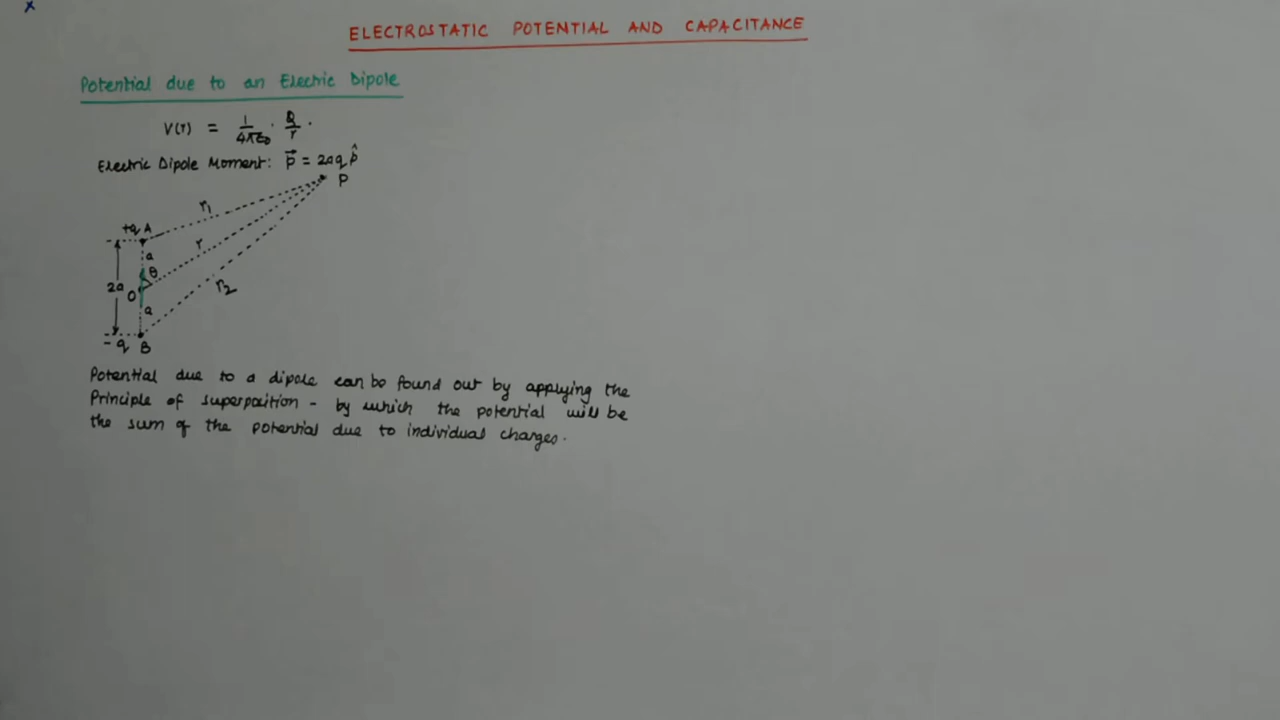 x
ELECTROSTATIC POTENTIAL AND CAPACITANCE
Potential due to an Electric Dipole
V(r) = 1/4πε0 · Q/r ·
Electric Dipole Moment: p⃗ = 2aq p̂
P
r1
+q A
r
a
θ
2a
O
r2
a
-q B
Potential due to a dipole can be found out by applying the
Principle of superposition - by which the potential will be
the sum of the potential due to individual charges.